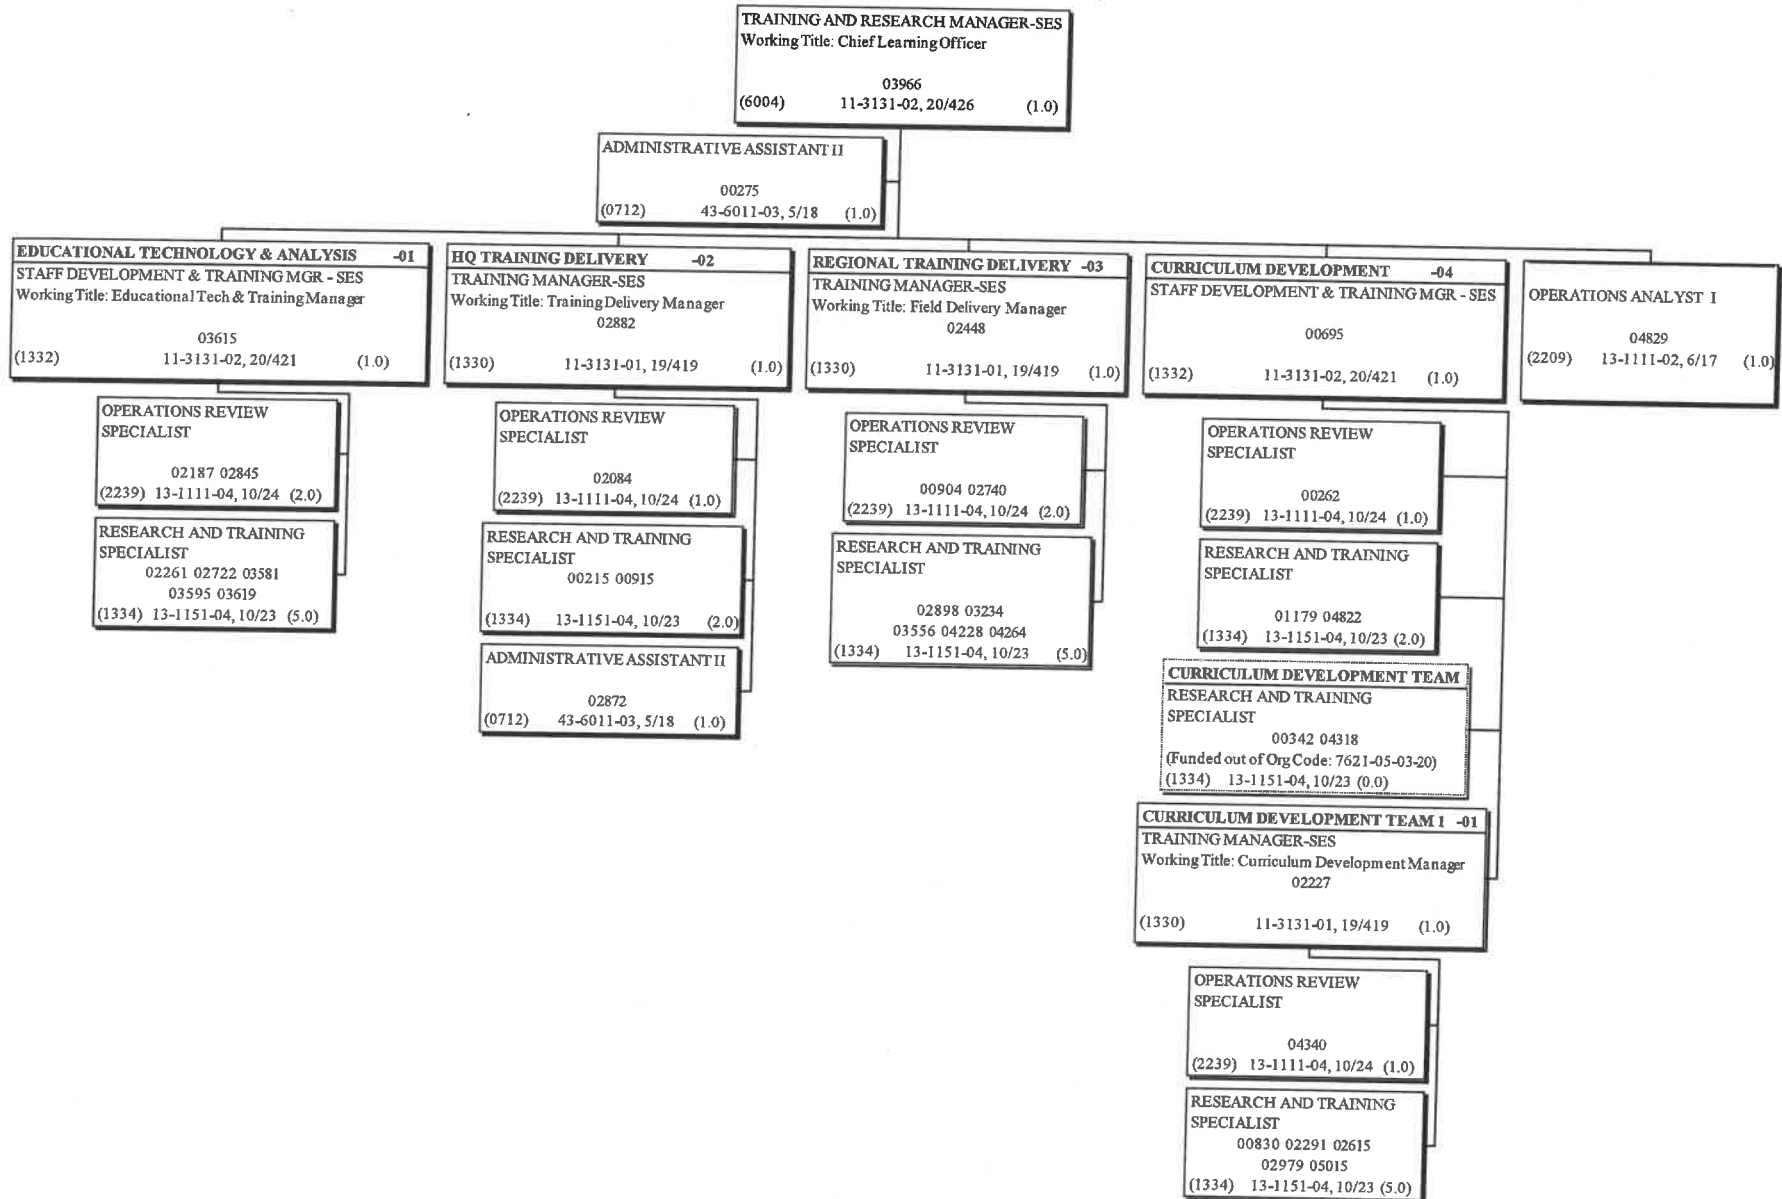 TRAINING AND RESEARCH MANAGER-SES
Working Title: Chief Learning Officer
03966
(6004) 11-3131-02, 20/426 (1.0)
ADMINISTRATIVE ASSISTANT II
00275
(0712) 43-6011-03, 5/18 (1.0)
EDUCATIONAL TECHNOLOGY & ANALYSIS -01
STAFF DEVELOPMENT & TRAINING MGR - SES
Working Title: Educational Tech & Training Manager
03615
(1332) 11-3131-02, 20/421 (1.0)
OPERATIONS REVIEW
SPECIALIST
02187 02845
(2239) 13-1111-04, 10/24 (2.0)
RESEARCH AND TRAINING
SPECIALIST
02261 02722 03581
03595 03619
(1334) 13-1151-04, 10/23 (5.0)
HQ TRAINING DELIVERY -02
TRAINING MANAGER-SES
Working Title: Training Delivery Manager
02882
(1330) 11-3131-01, 19/419 (1.0)
OPERATIONS REVIEW
SPECIALIST
02084
(2239) 13-1111-04, 10/24 (1.0)
RESEARCH AND TRAINING
SPECIALIST
00215 00915
(1334) 13-1151-04, 10/23 (2.0)
ADMINISTRATIVE ASSISTANT II
02872
(0712) 43-6011-03, 5/18 (1.0)
REGIONAL TRAINING DELIVERY -03
TRAINING MANAGER-SES
Working Title: Field Delivery Manager
02448
(1330) 11-3131-01, 19/419 (1.0)
OPERATIONS REVIEW
SPECIALIST
00904 02740
(2239) 13-1111-04, 10/24 (2.0)
RESEARCH AND TRAINING
SPECIALIST
02898 03234
03556 04228 04264
(1334) 13-1151-04, 10/23 (5.0)
CURRICULUM DEVELOPMENT -04
STAFF DEVELOPMENT & TRAINING MGR - SES
00695
(1332) 11-3131-02, 20/421 (1.0)
OPERATIONS REVIEW
SPECIALIST
00262
(2239) 13-1111-04, 10/24 (1.0)
RESEARCH AND TRAINING
SPECIALIST
01179 04822
(1334) 13-1151-04, 10/23 (2.0)
CURRICULUM DEVELOPMENT TEAM
RESEARCH AND TRAINING
SPECIALIST
00342 04318
(Funded out of Org Code: 7621-05-03-20)
(1334) 13-1151-04, 10/23 (0.0)
CURRICULUM DEVELOPMENT TEAM 1 -01
TRAINING MANAGER-SES
Working Title: Curriculum Development Manager
02227
(1330) 11-3131-01, 19/419 (1.0)
OPERATIONS REVIEW
SPECIALIST
04340
(2239) 13-1111-04, 10/24 (1.0)
RESEARCH AND TRAINING
SPECIALIST
00830 02291 02615
02979 05015
(1334) 13-1151-04, 10/23 (5.0)
OPERATIONS ANALYST I
04829
(2209) 13-1111-02, 6/17 (1.0)